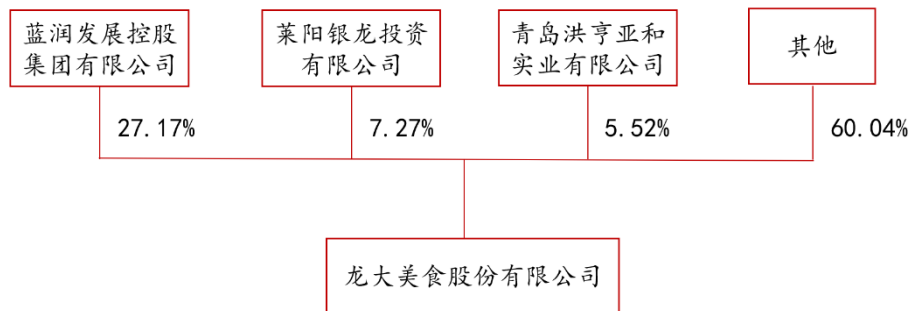 蓝润发展控股
集团有限公司
莱阳银龙投资
有限公司
青岛洪亨亚和
实业有限公司
其他
27.17%
7.27%
5.52%
60.04%
龙大美食股份有限公司